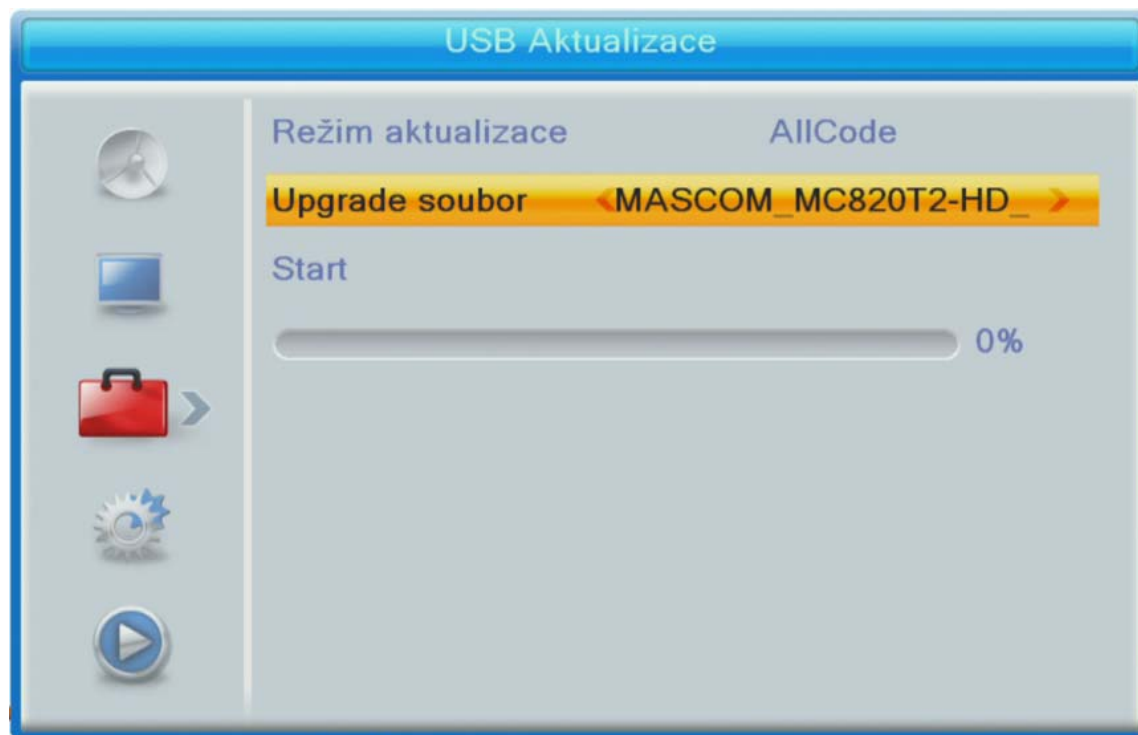 USB Aktualizace
Režim aktualizace AllCode
Upgrade soubor MASCOM_MC820T2-HD_
Start
0%